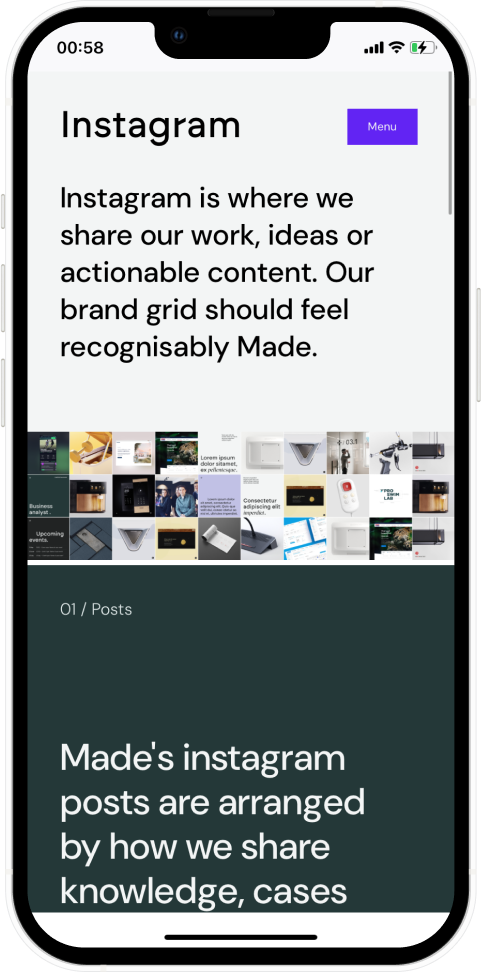 00:58
Instagram
Menu
Instagram is where we
share our work, ideas or
actionable content. Our
brand grid should feel
recognisably Made.
Lorem ipsum
dolor sitamet,
ex pellentesque.
Business
analyst.
Consectetur
adipiscing elit
imperdiet.
PRO
SWIM
LAB
Upcoming
events.
01 / Posts
Made's instagram
posts are arranged
by how we share
knowledge, cases